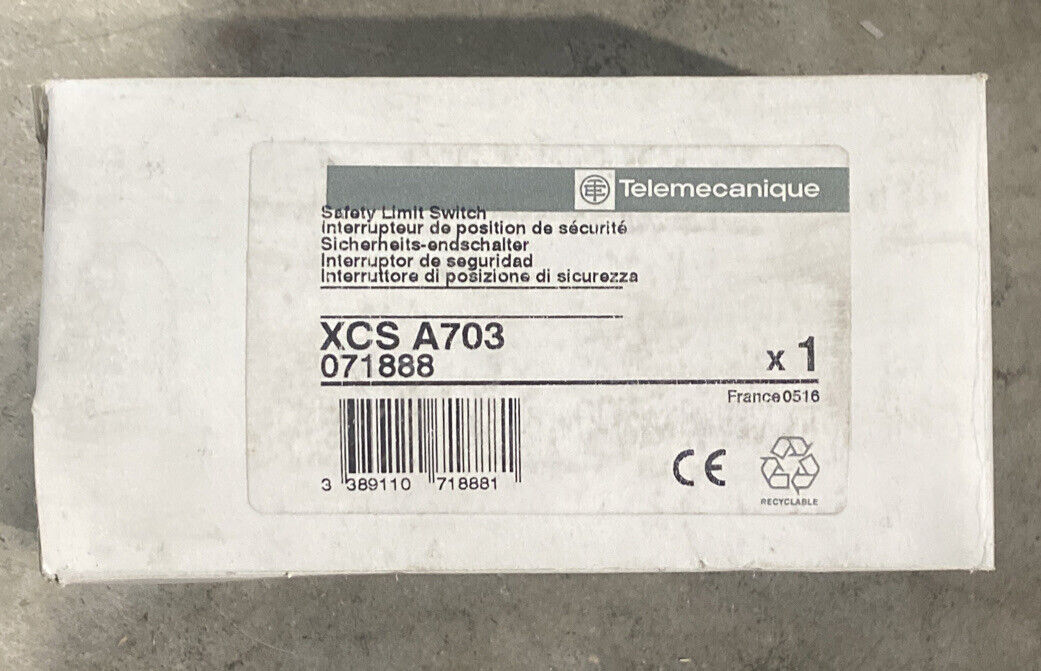 Telemecanique
Safety Limit Switch
Interrupteur de position de sécurité
Sicherheits-endschalter
Interruptor de seguridad
Interruttore di posizione di sicurezza
XCS A703
071888
x 1
France 0516
3 389110 718881
CE
RECYCLABLE